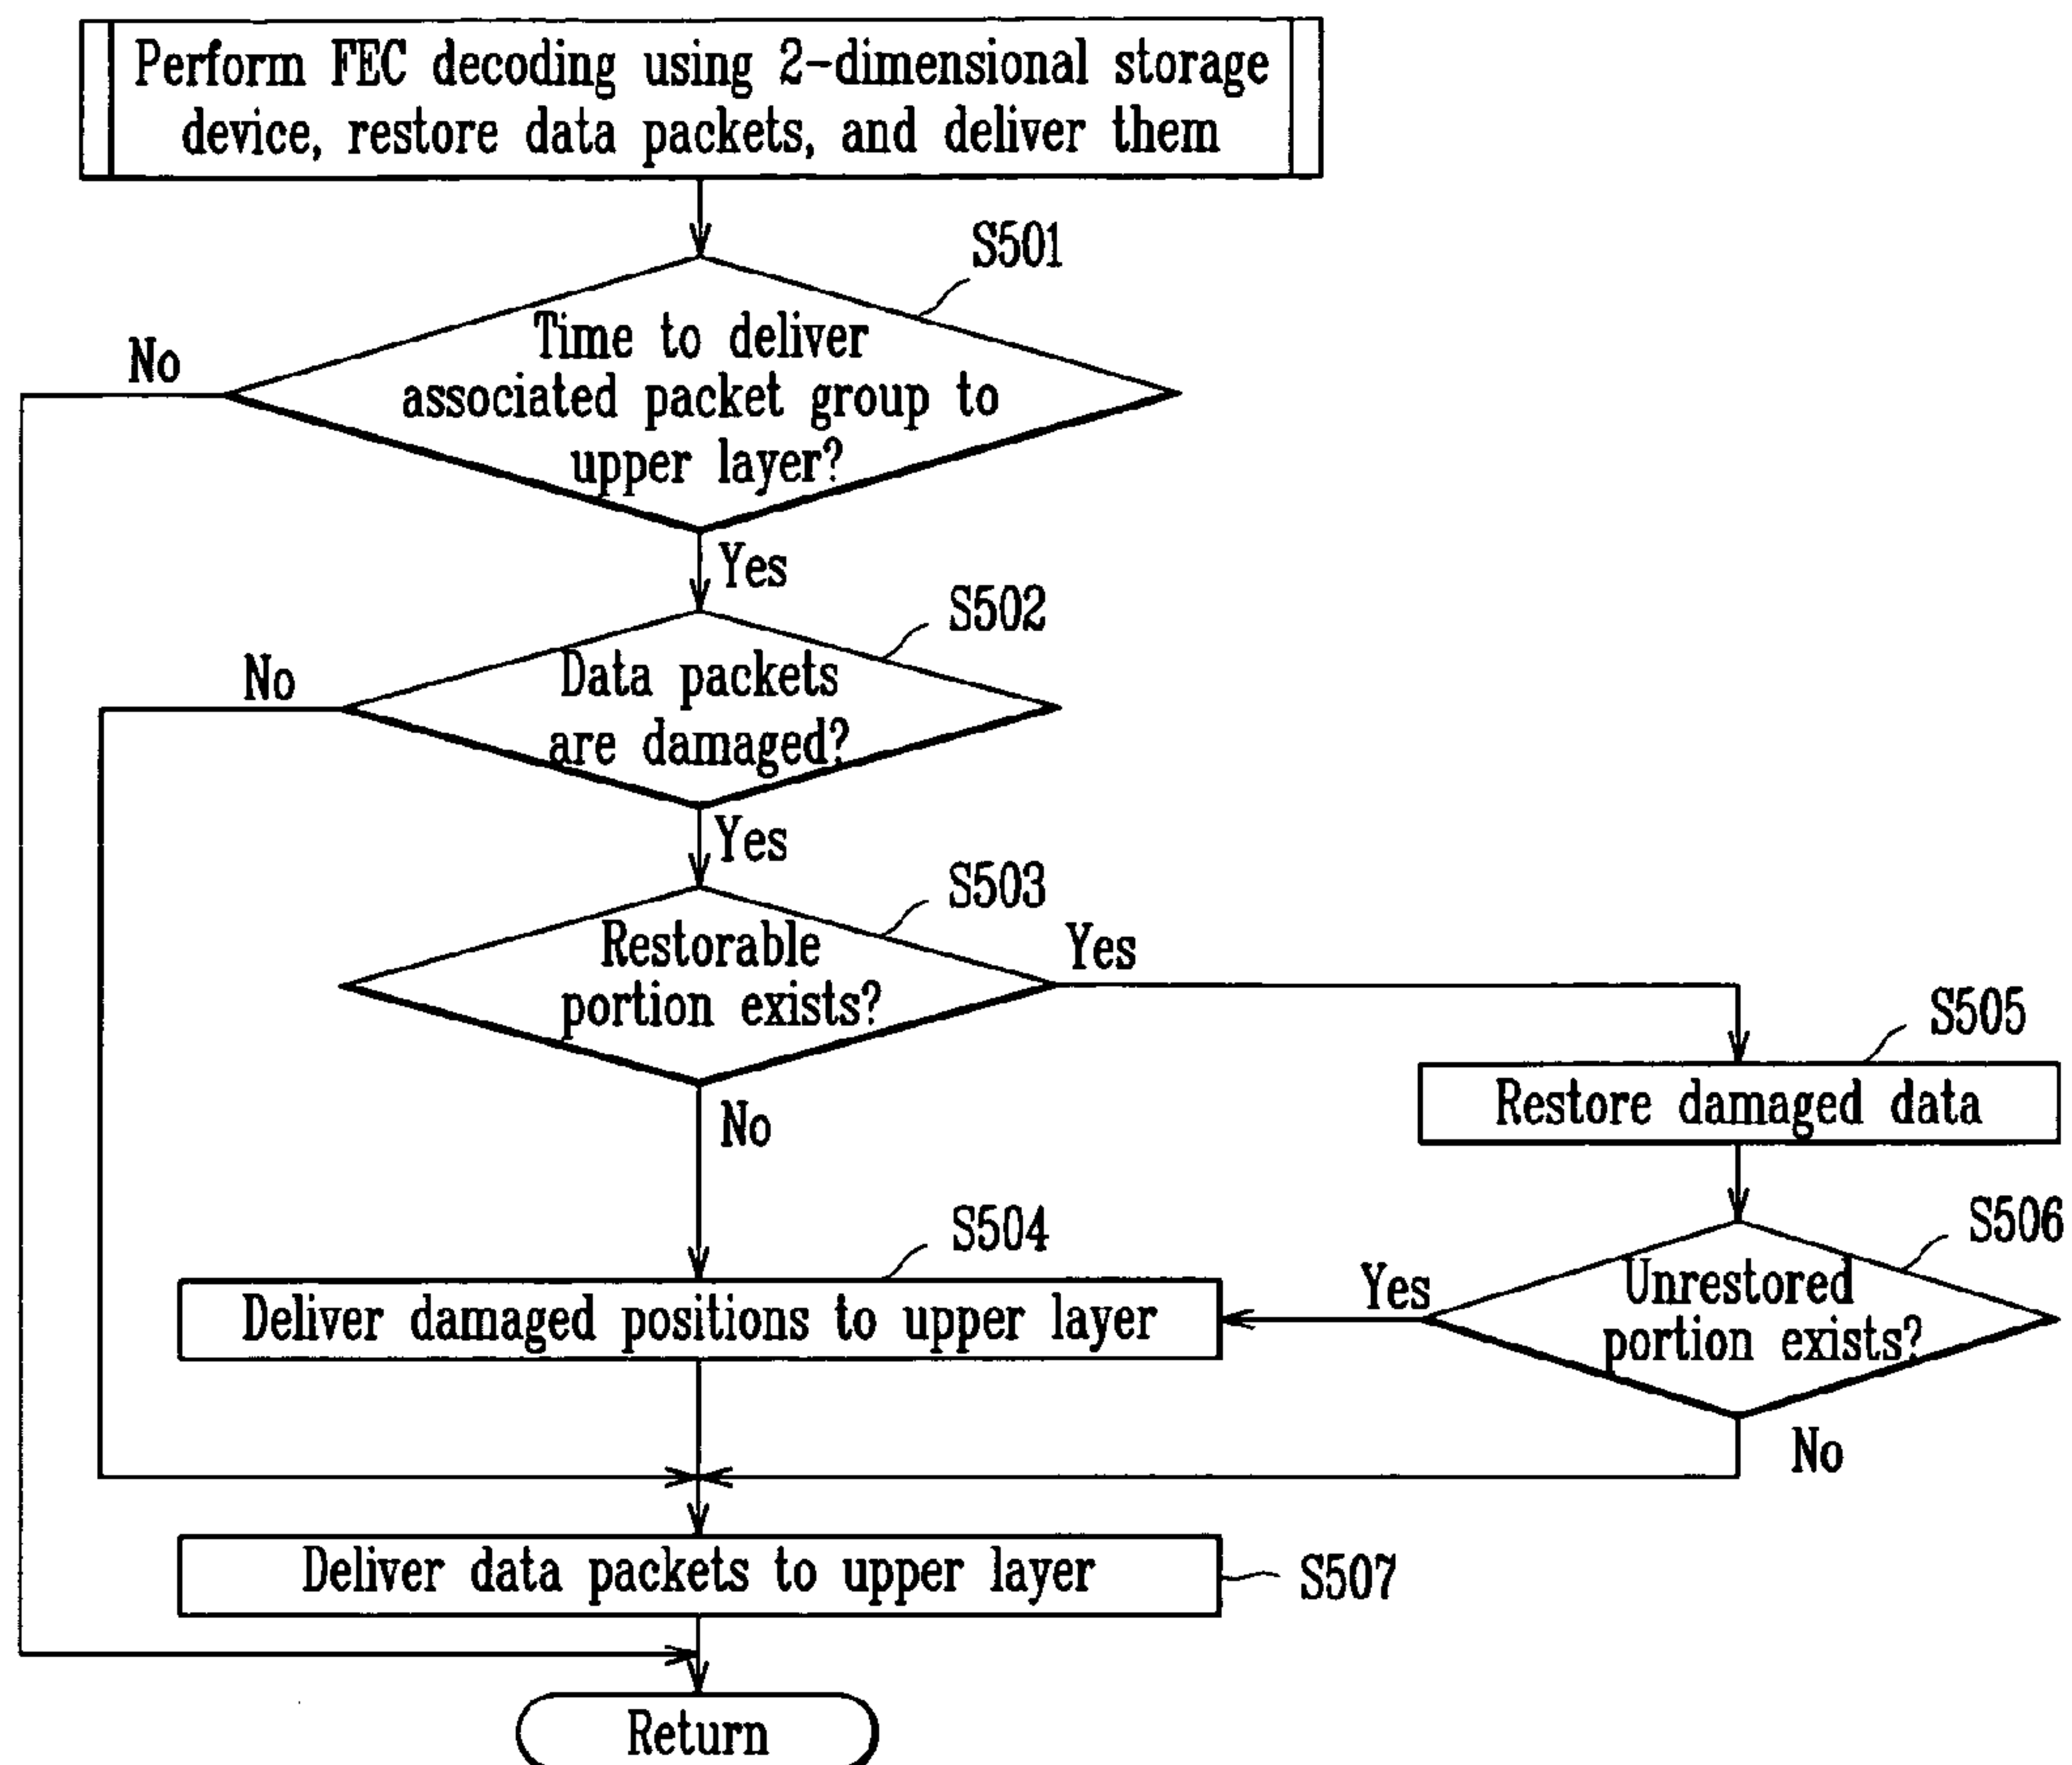 Perform FEC decoding using 2-dimensional storage
device, restore data packets, and deliver them
S501
Time to deliver
associated packet group to
upper layer?
No
Yes
S502
Data packets
are damaged?
No
Yes
S503
Restorable
portion exists?
Yes
No
S505
Restore damaged data
S506
Unrestored
portion exists?
Yes
No
S504
Deliver damaged positions to upper layer
Deliver data packets to upper layer
S507
Return